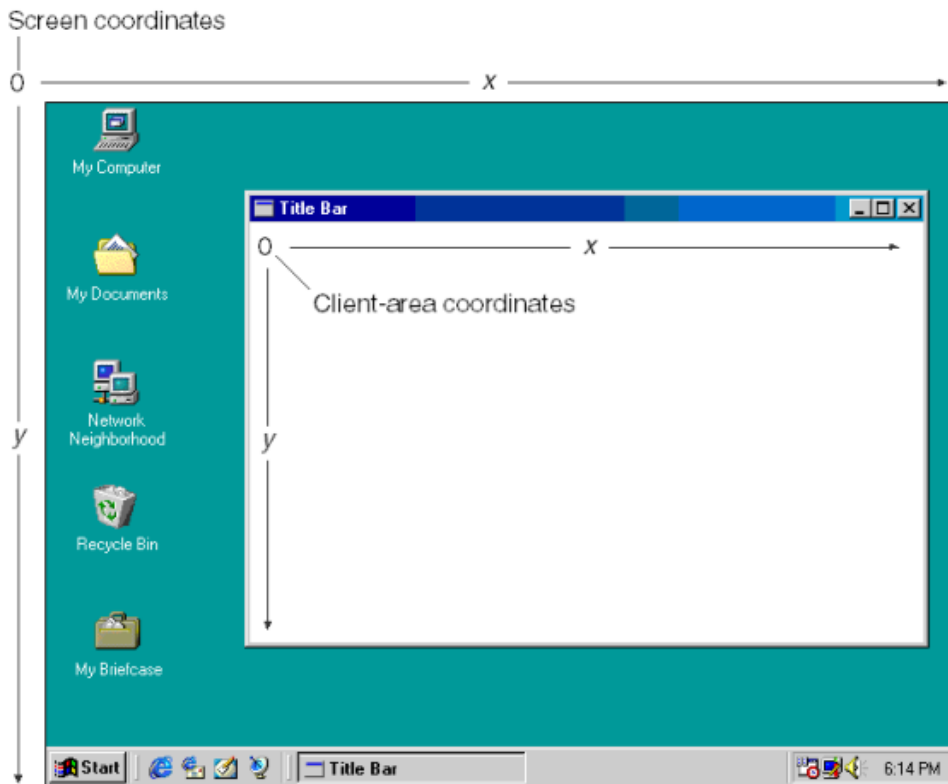 Screen coordinates
0
x
My Computer
Title Bar
0
x
My Documents
Client-area coordinates
Network
Neighborhood
y
y
Recycle Bin
My Briefcase
Start
Title Bar
6:14 PM